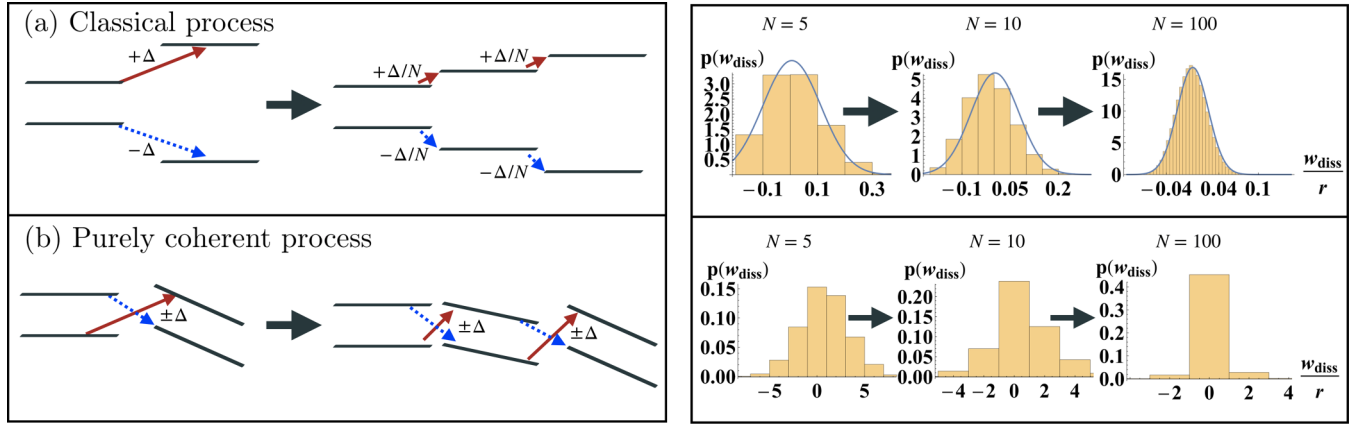 (a) Classical process
+Δ
−Δ
+Δ/N
+Δ/N
−Δ/N
−Δ/N
N = 5
N = 10
N = 100
p(w_diss)
3.0
2.5
2.0
1.5
1.0
0.5
−0.1 0.1 0.3
p(w_diss)
5
4
3
2
1
0
−0.1 0.05 0.2
p(w_diss)
15
10
5
0
−0.04 0.04 0.1
w_diss
r
(b) Purely coherent process
±Δ
±Δ
±Δ
N = 5
N = 10
N = 100
p(w_diss)
0.15
0.10
0.05
0.00
−5 0 5
p(w_diss)
0.20
0.15
0.10
0.05
0.00
−4 −2 0 2 4
p(w_diss)
0.4
0.3
0.2
0.1
0.0
−2 0 2 4
w_diss
r